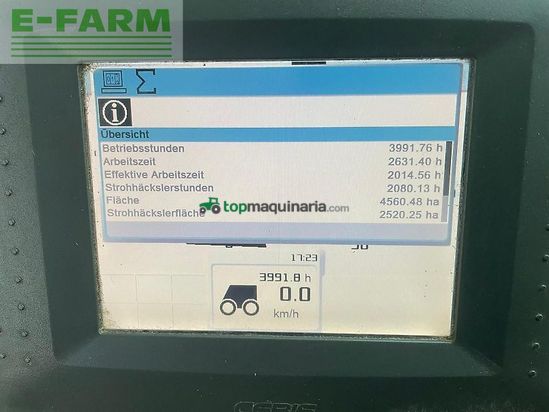 E-FARM
Übersicht
Betriebsstunden 3991.76 h
Arbeitszeit 2631.40 h
Effektive Arbeitszeit 2014.56 h
Strohhäckslerstunden 2080.13 h
Fläche 4560.48 ha
Strohhäckslerfläche 2520.25 ha
topmaquinaria.com
17:23
3991.8 h
0.0
km/h